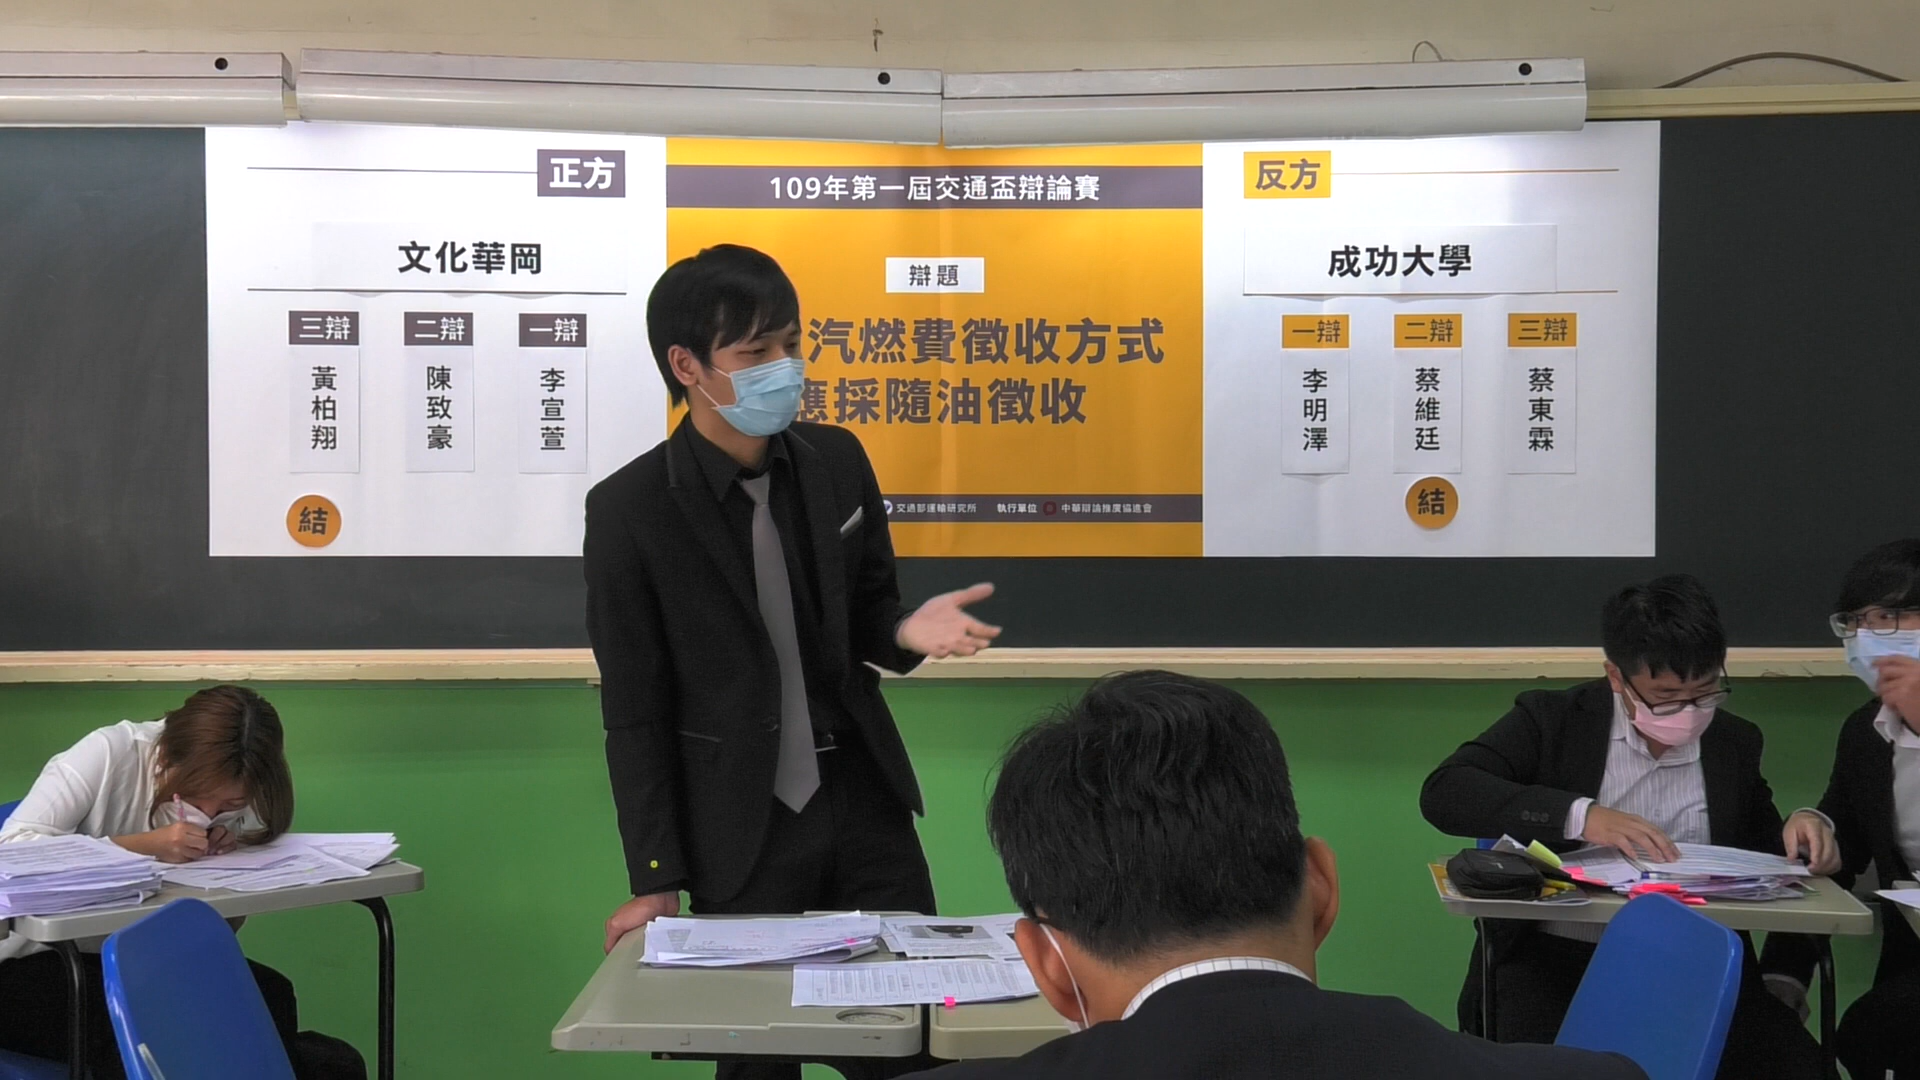 正方
文化華岡
三辯
二辯
一辯
黃柏翔
陳致豪
李宣萱
結
109年第一屆交通盃辯論賽
辯題
汽燃費徵收方式
應採隨油徵收
交通部運輸研究所
執行單位
中華辯論推廣協進會
反方
成功大學
一辯
二辯
三辯
李明澤
蔡維廷
蔡東霖
結